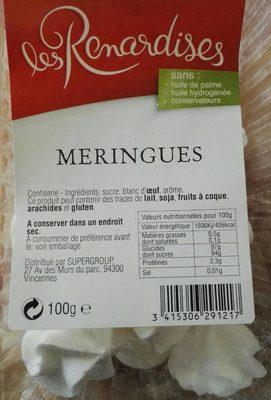 les Renardises
sans :
huile de palme
huile hydrogénée
conservateurs
MERINGUES
Confiserie - Ingrédients: sucre, blanc d'œuf, arôme.
Ce produit peut contenir des traces de lait, soja, fruits à coque,
arachides et gluten.
A conserver dans un endroit
sec.
A consommer de préférence avant
le: voir emballage.
Distribué par SUPERGROUP
27 Av des Murs du parc, 94300
Vincennes
Valeurs nutritionnelles pour 100g
Valeur énergétique 1690Kj/405kcal
Matières grasses 0.5g
dont saturées 0.1g
Glucides 97g
dont sucres 94g
Protéines 2,3g
Sel 0,01g
100g e
3 415306 291217